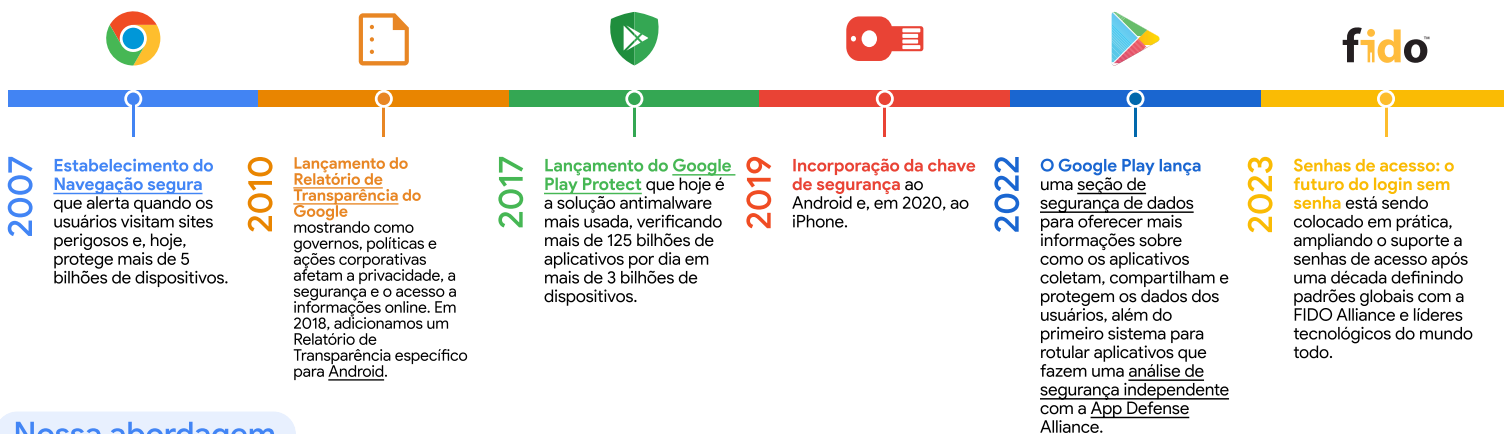 fido™
2007
Estabelecimento do
Navegação segura
que alerta quando os
usuários visitam sites
perigosos e, hoje,
protege mais de 5
bilhões de dispositivos.
2010
Lançamento do
Relatório de
Transparência do
Google
mostrando como
governos, políticas e
ações corporativas
afetam a privacidade, a
segurança e o acesso a
informações online. Em
2018, adicionamos um
Relatório de
Transparência específico
para Android.
2017
Lançamento do Google
Play Protect que hoje é
a solução antimalware
mais usada, verificando
mais de 125 bilhões de
aplicativos por dia em
mais de 3 bilhões de
dispositivos.
2019
Incorporação da chave
de segurança ao
Android e, em 2020, ao
iPhone.
2022
O Google Play lança
uma seção de
segurança de dados
para oferecer mais
informações sobre
como os aplicativos
coletam, compartilham e
protegem os dados dos
usuários, além do
primeiro sistema para
rotular aplicativos que
fazem uma análise de
segurança independente
com a App Defense
Alliance.
2023
Senhas de acesso: o
futuro do login sem
senha está sendo
colocado em prática,
ampliando o suporte a
senhas de acesso após
uma década definindo
padrões globais com a
FIDO Alliance e líderes
tecnológicos do mundo
todo.
Nossa abordagem